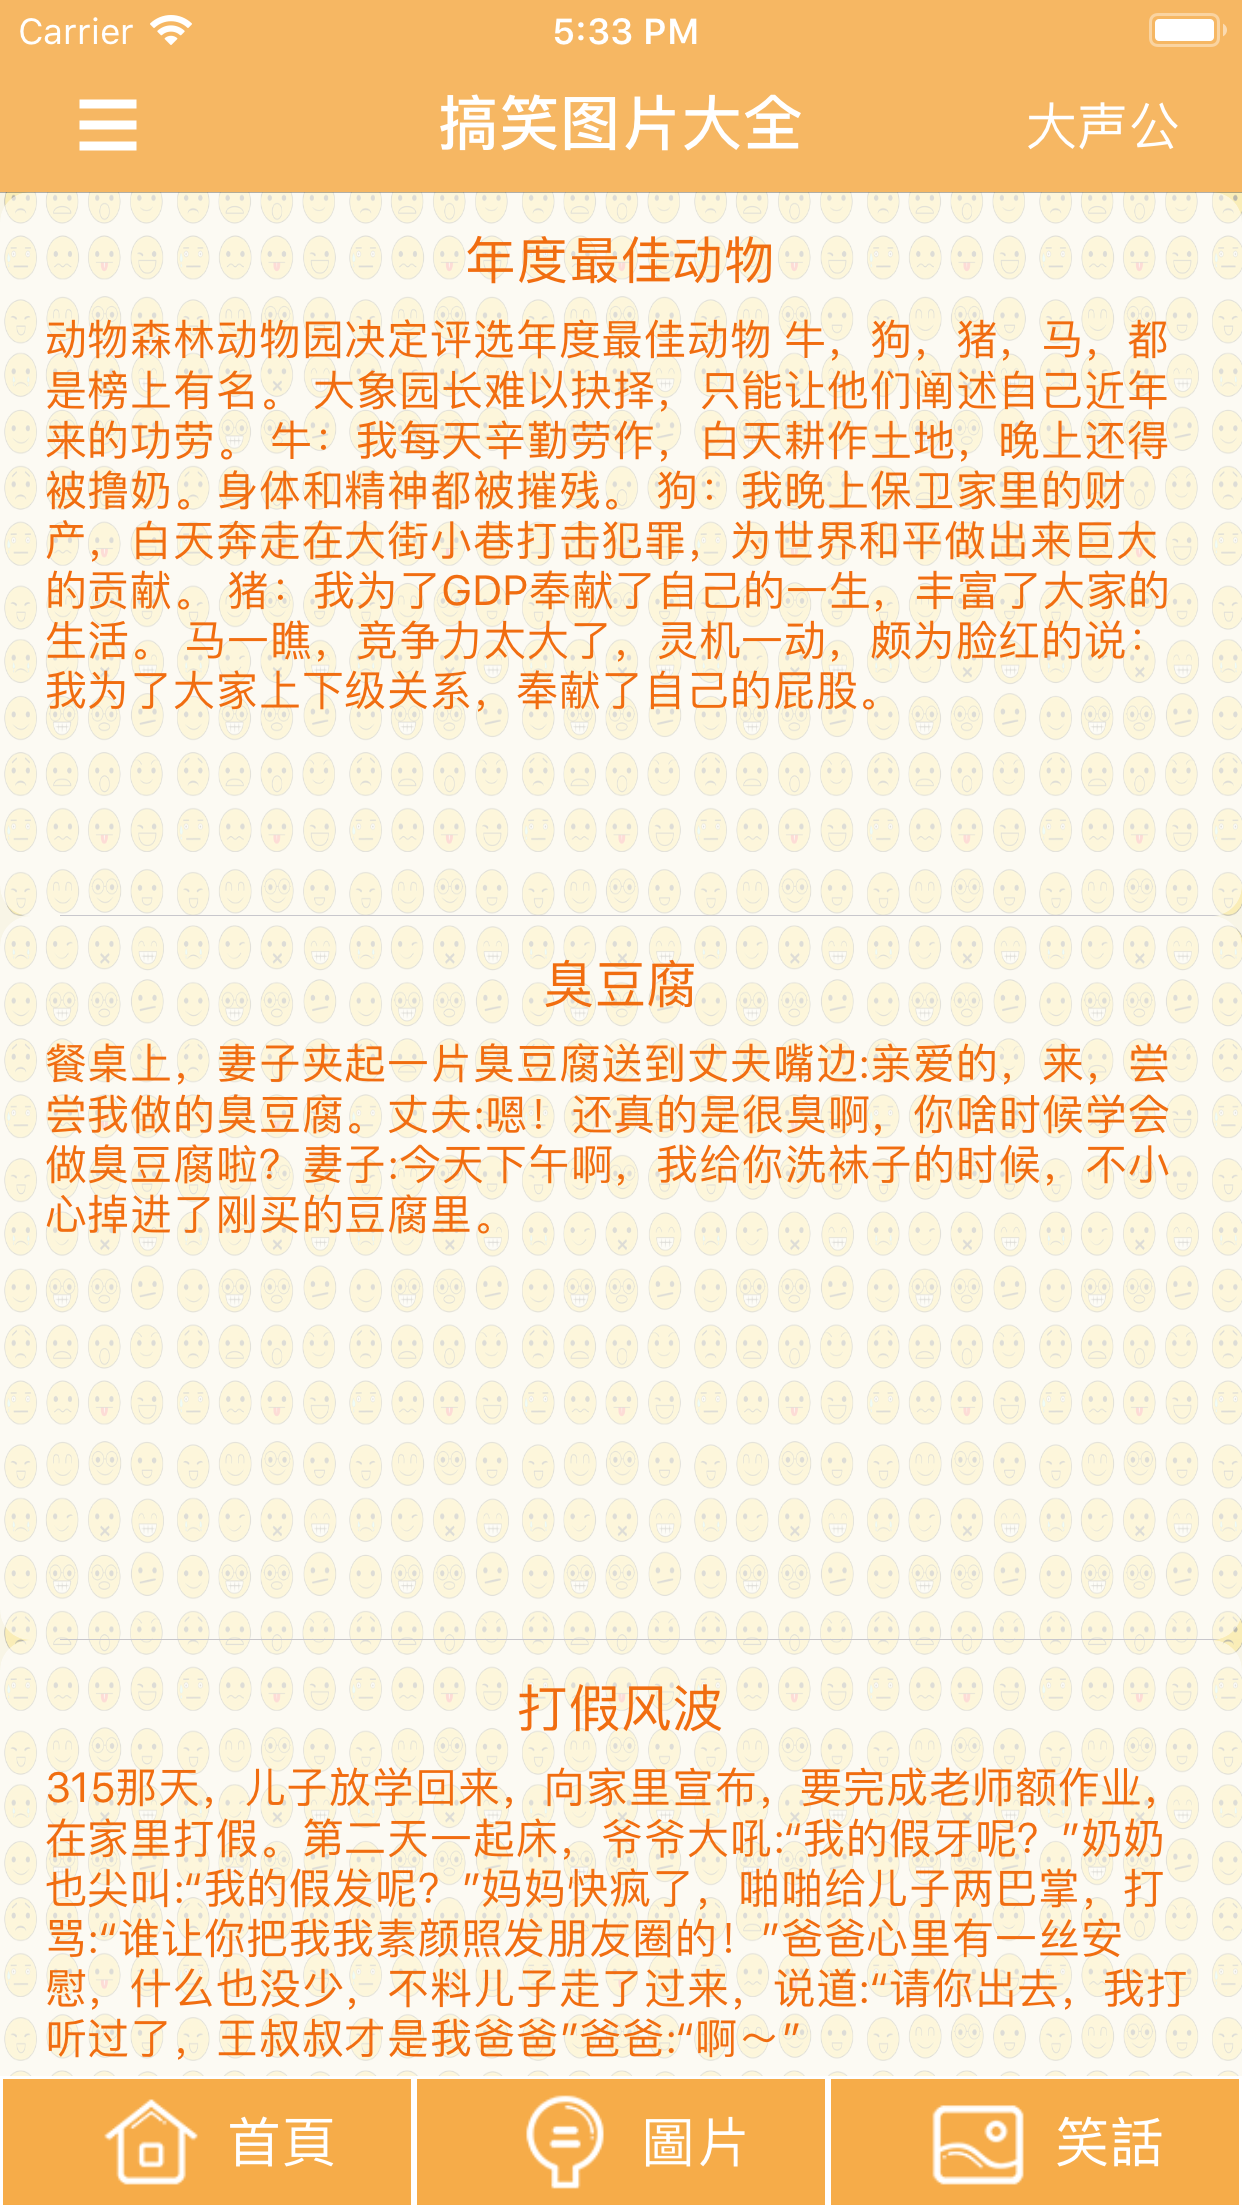 Carrier 5:33 PM
搞笑图片大全 大声公
年度最佳动物
动物森林动物园决定评选年度最佳动物 牛，狗，猪，马，都
是榜上有名。 大象园长难以抉择，只能让他们阐述自己近年
来的功劳。 牛：我每天辛勤劳作，白天耕作土地，晚上还得
被撸奶。身体和精神都被摧残。 狗：我晚上保卫家里的财
产，白天奔走在大街小巷打击犯罪，为世界和平做出来巨大
的贡献。 猪：我为了GDP奉献了自己的一生，丰富了大家的
生活。 马一瞧，竞争力太大了，灵机一动，颇为脸红的说：
我为了大家上下级关系，奉献了自己的屁股。
臭豆腐
餐桌上，妻子夹起一片臭豆腐送到丈夫嘴边:亲爱的，来，尝
尝我做的臭豆腐。丈夫:嗯！还真的是很臭啊，你啥时候学会
做臭豆腐啦？妻子:今天下午啊，我给你洗袜子的时候，不小
心掉进了刚买的豆腐里。
打假风波
315那天，儿子放学回来，向家里宣布，要完成老师额作业，
在家里打假。第二天一起床，爷爷大吼:“我的假牙呢？”奶奶
也尖叫:“我的假发呢？”妈妈快疯了，啪啪给儿子两巴掌，打
骂:“谁让你把我我素颜照发朋友圈的！”爸爸心里有一丝安
慰，什么也没少，不料儿子走了过来，说道:“请你出去，我打
听过了，王叔叔才是我爸爸”爸爸:“啊～”
首頁 圖片 笑話